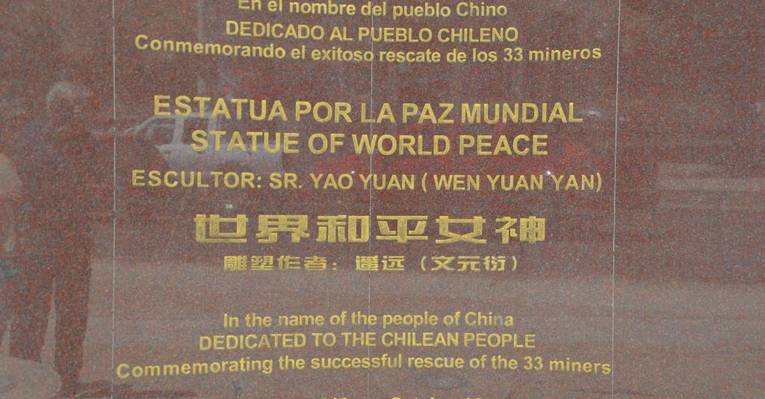 En el nombre del pueblo Chino
DEDICADO AL PUEBLO CHILENO
Conmemorando el exitoso rescate de los 33 mineros
ESTATUA POR LA PAZ MUNDIAL
STATUE OF WORLD PEACE
ESCULTOR: SR. YAO YUAN ( WEN YUAN YAN)
世界和平女神
雕塑作者：遥远（文元衍）
In the name of the people of China
DEDICATED TO THE CHILEAN PEOPLE
Commemorating the successful rescue of the 33 miners